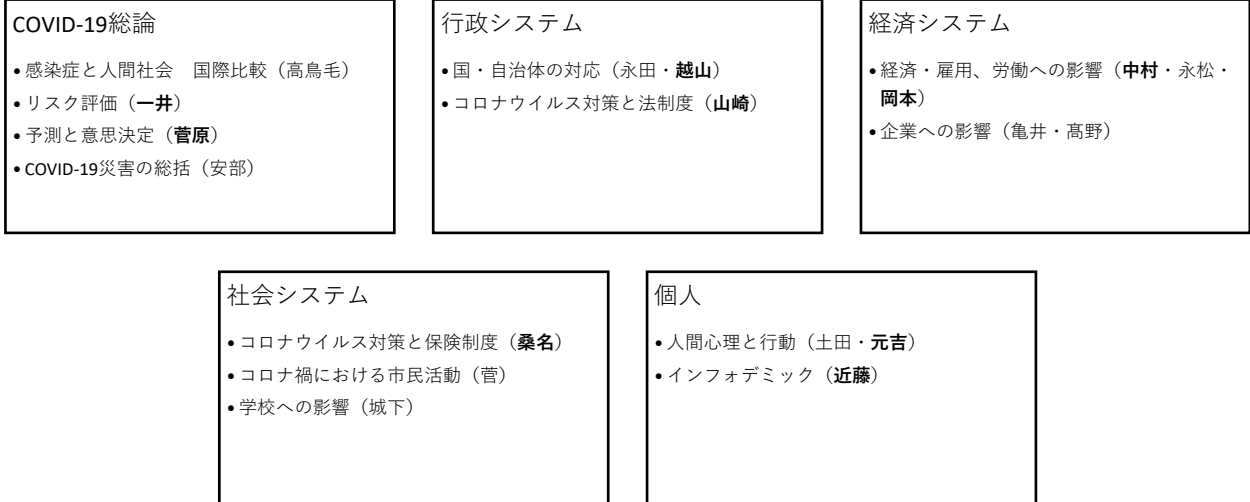 COVID-19総論
•感染症と人間社会　国際比較（高鳥毛）
•リスク評価（一井）
•予測と意思決定（菅原）
•COVID-19災害の総括（安部）
行政システム
•国・自治体の対応（永田・越山）
•コロナウイルス対策と法制度（山崎）
経済システム
•経済・雇用、労働への影響（中村・永松・
岡本）
•企業への影響（亀井・髙野）
社会システム
•コロナウイルス対策と保険制度（桑名）
•コロナ禍における市民活動（菅）
•学校への影響（城下）
個人
•人間心理と行動（土田・元吉）
•インフォデミック（近藤）